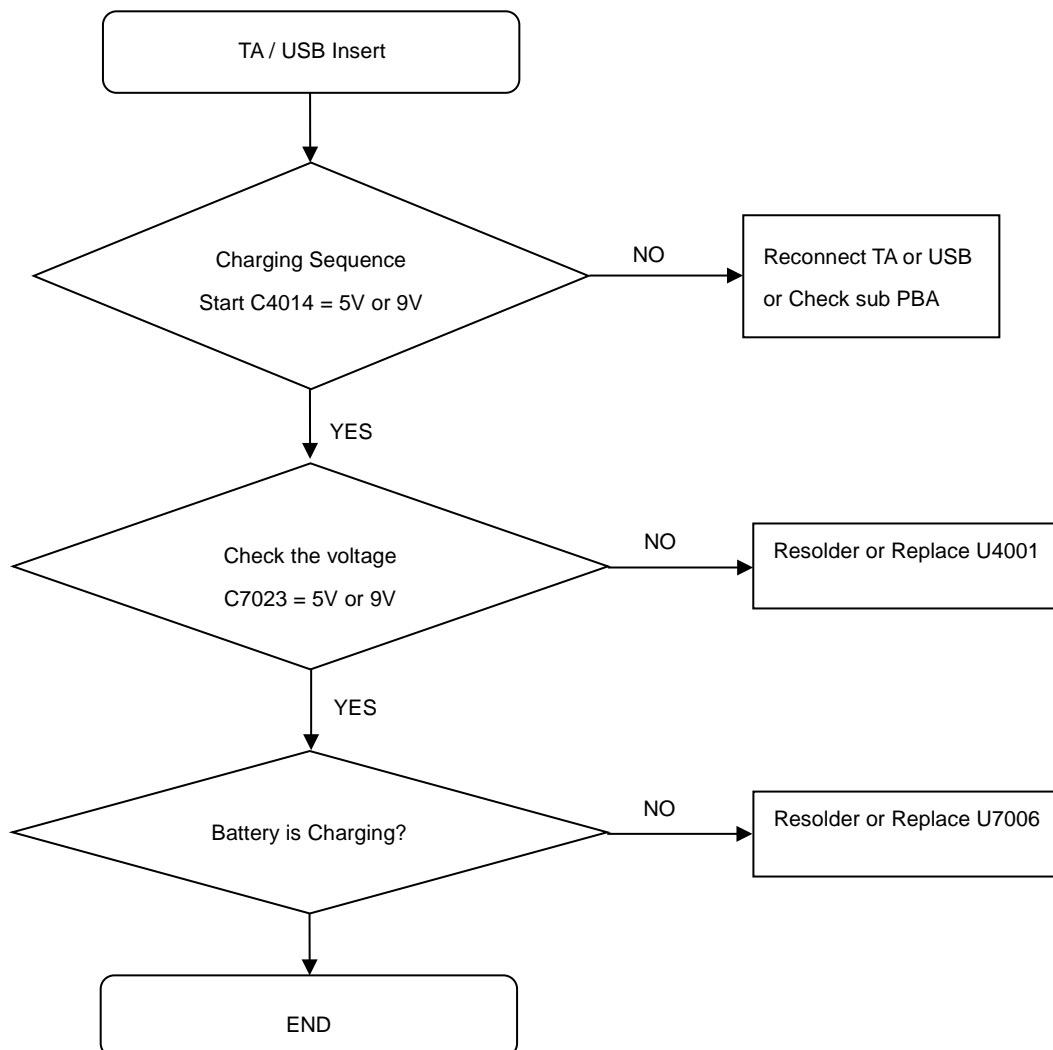 TA / USB Insert
Charging Sequence
Start C4014 = 5V or 9V
NO
Reconnect TA or USB
or Check sub PBA
YES
Check the voltage
C7023 = 5V or 9V
NO
Resolder or Replace U4001
YES
Battery is Charging?
NO
Resolder or Replace U7006
END